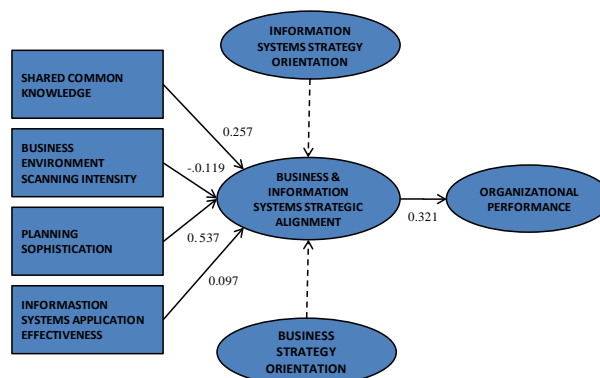 INFORMATION
SYSTEMS STRATEGY
ORIENTATION
SHARED COMMON
KNOWLEDGE
0.257
BUSINESS
ENVIRONMENT
SCANNING INTENSITY
-.0.119
BUSINESS &
INFORMATION
SYSTEMS STRATEGIC
ALIGNMENT
ORGANIZATIONAL
PERFORMANCE
0.321
PLANNING
SOPHISTICATION
0.537
INFORMASTION
SYSTEMS APPLICATION
EFFECTIVENESS
0.097
BUSINESS
STRATEGY
ORIENTATION